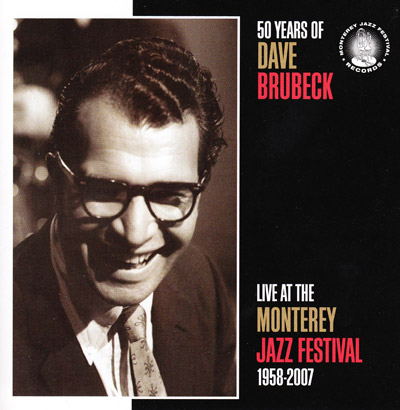 50 YEARS OF
DAVE
BRUBECK
MONTEREY JAZZ FESTIVAL
RECORDS
LIVE AT THE
MONTEREY
JAZZ FESTIVAL
1958-2007